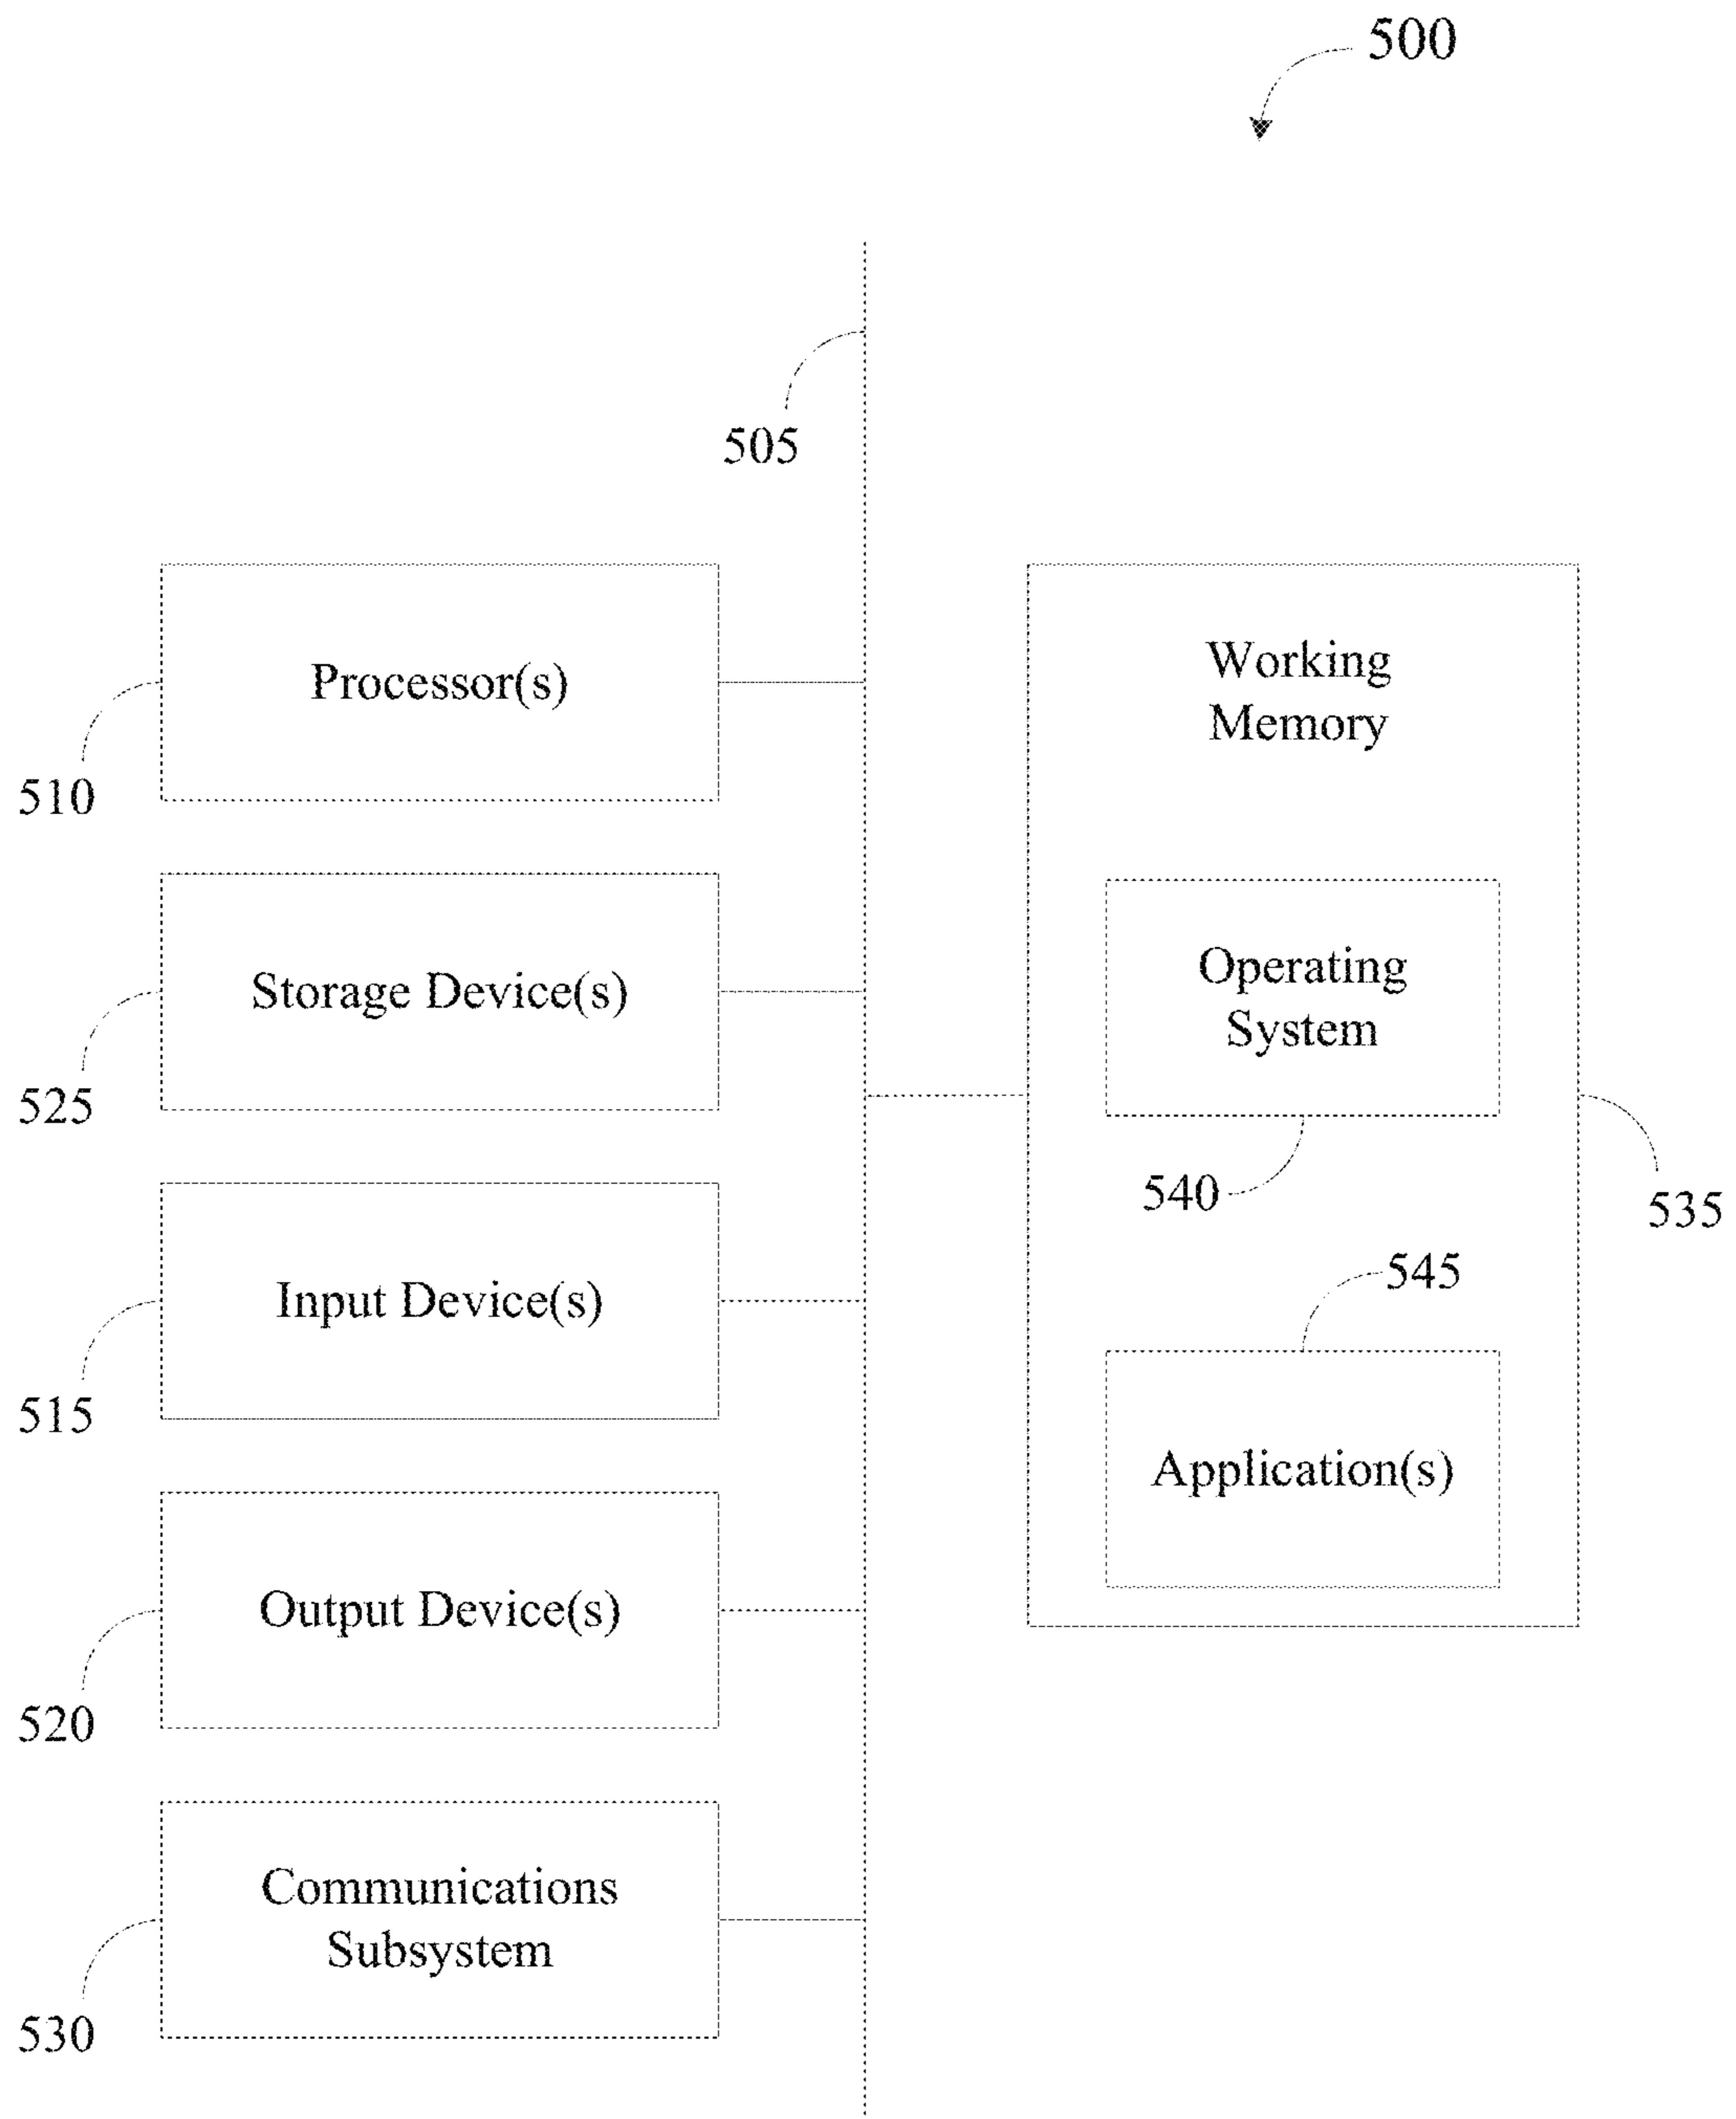 500
505
Processor(s)
510
Storage Device(s)
525
Input Device(s)
515
Output Device(s)
520
Communications
Subsystem
530
Working
Memory
Operating
System
540
535
545
Application(s)